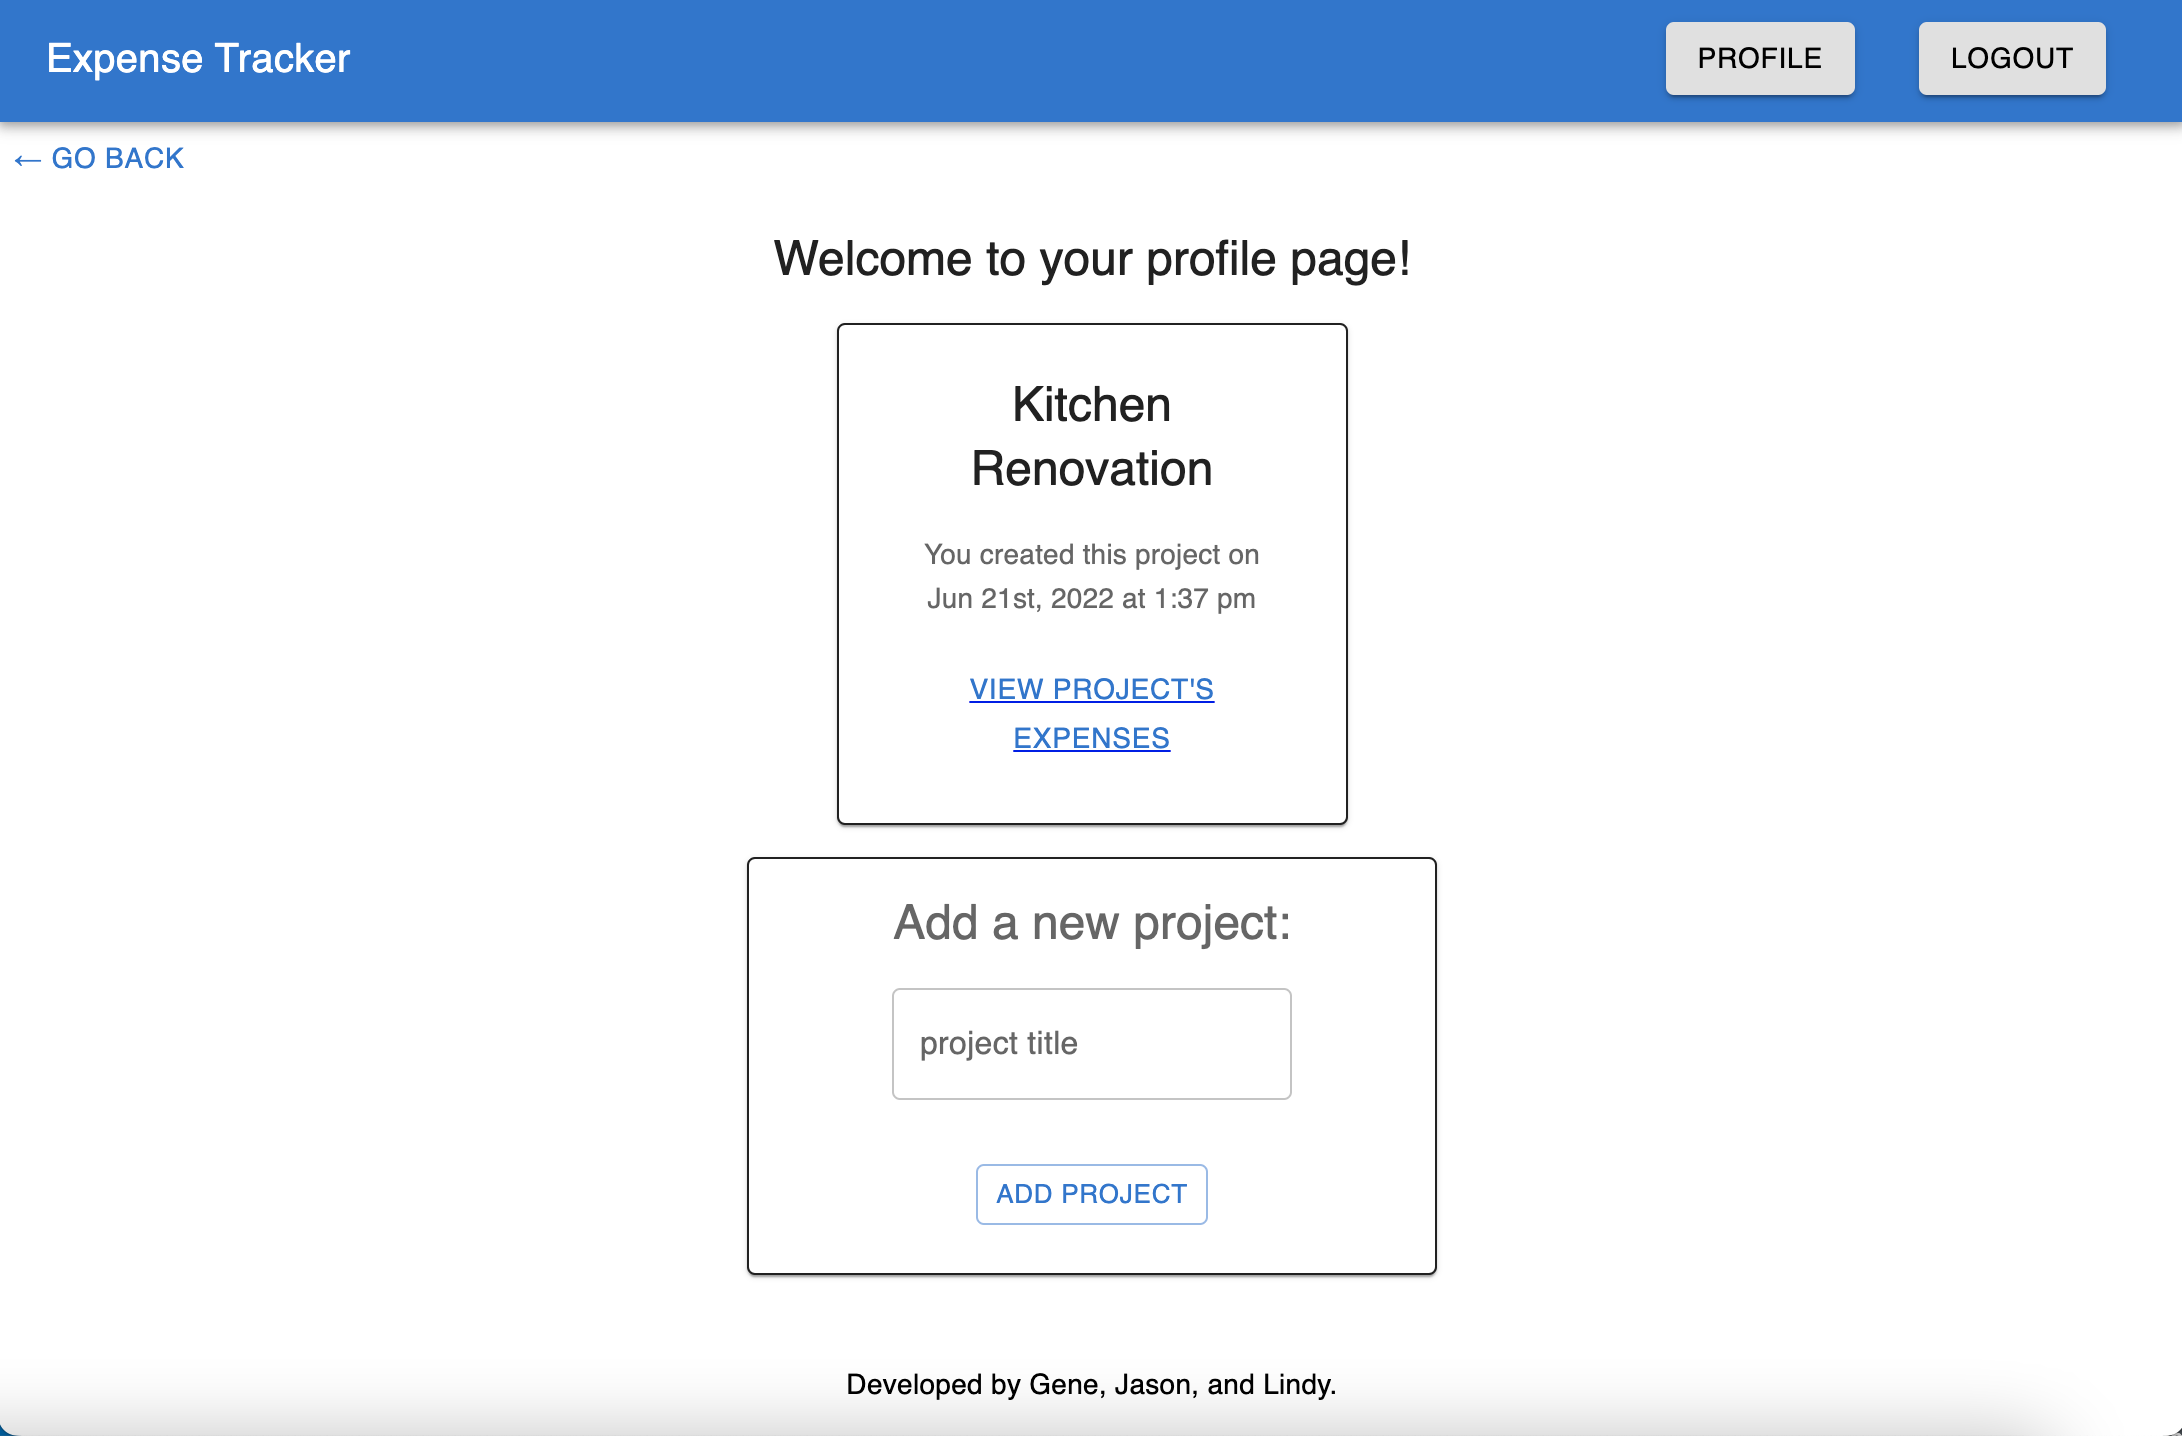 Expense Tracker
PROFILE
LOGOUT
← GO BACK
Welcome to your profile page!
Kitchen
Renovation
You created this project on
Jun 21st, 2022 at 1:37 pm
VIEW PROJECT'S
EXPENSES
Add a new project:
project title
ADD PROJECT
Developed by Gene, Jason, and Lindy.